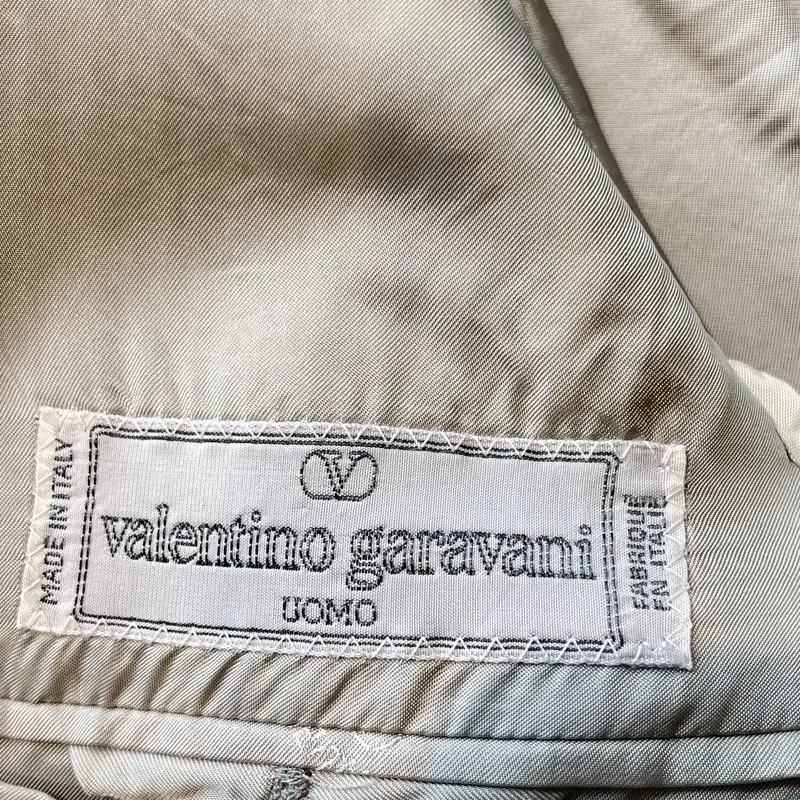 MADE IN ITALY
V
valentino garavani
UOMO
FABRIQUÉ
EN ITALIE